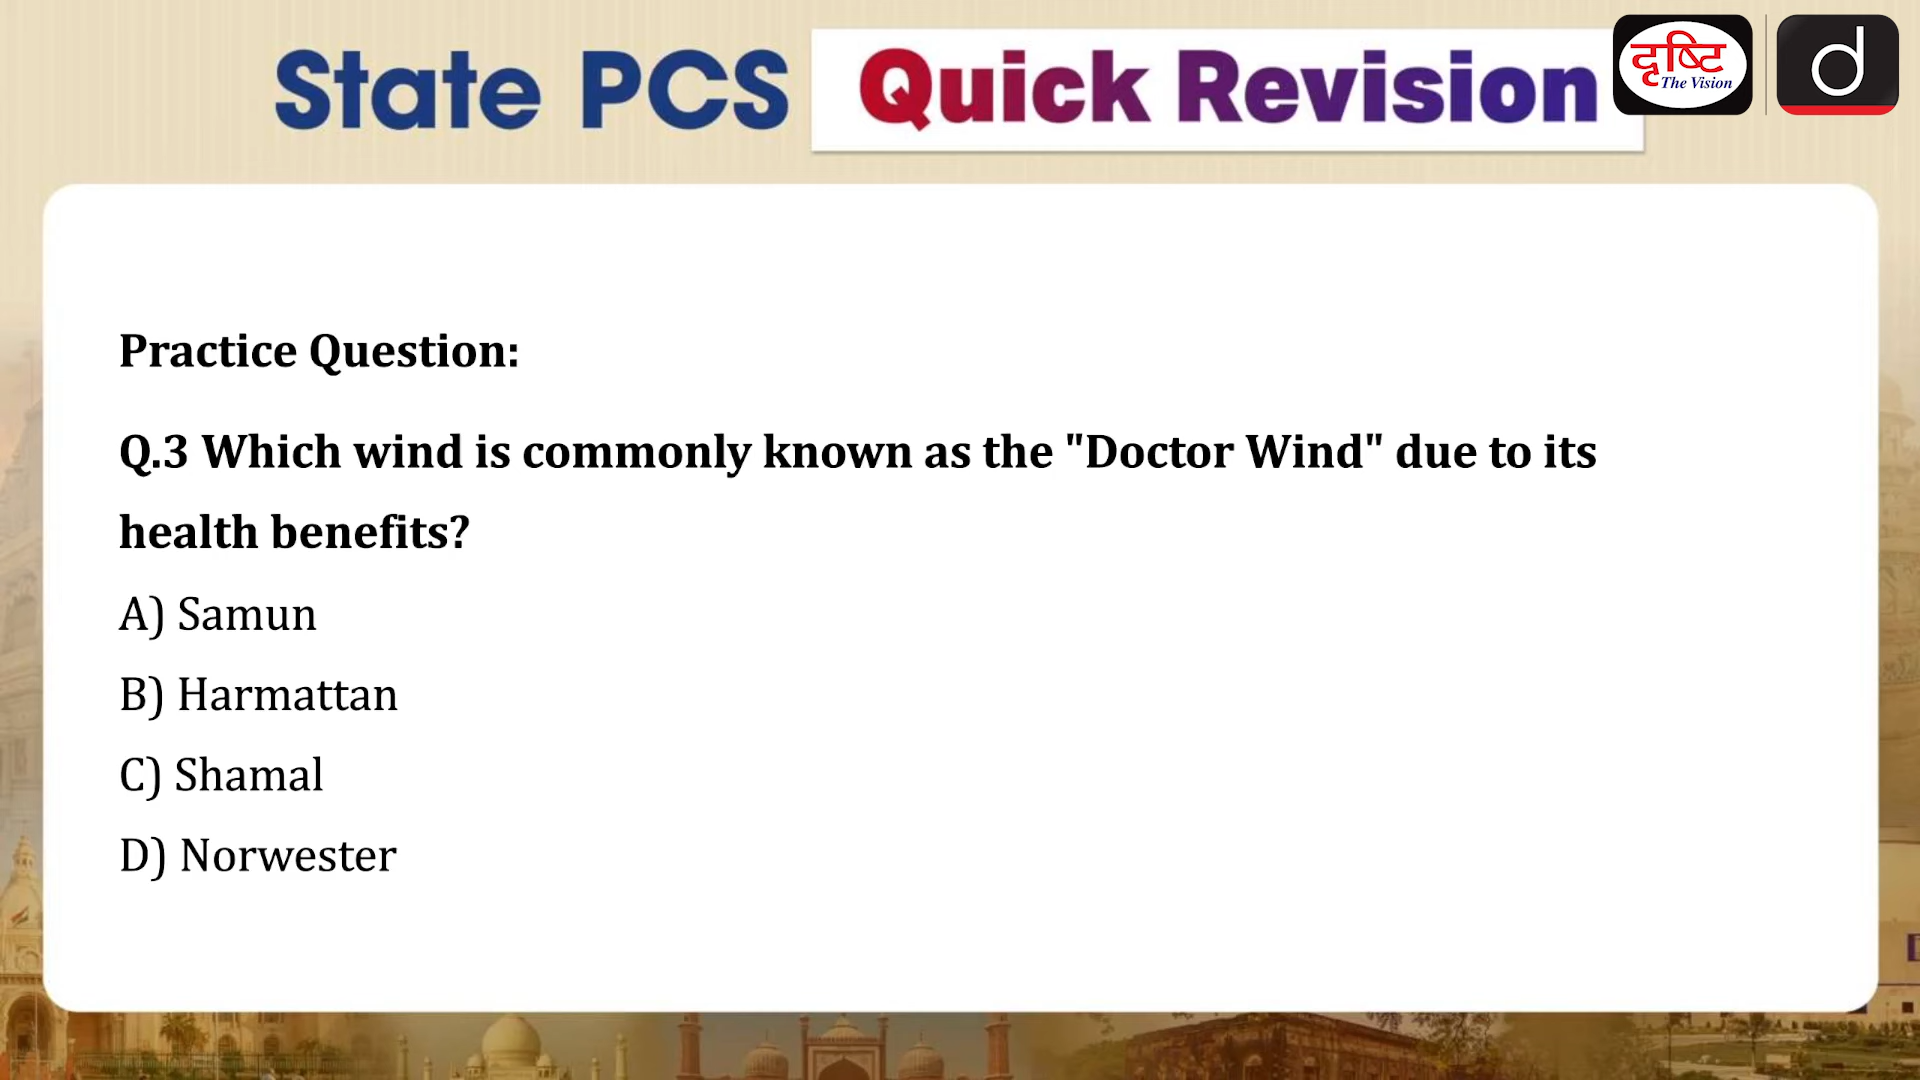 State PCS Quick Revision
दृष्टि
The Vision
d
Practice Question:
Q.3 Which wind is commonly known as the "Doctor Wind" due to its
health benefits?
A) Samun
B) Harmattan
C) Shamal
D) Norwester